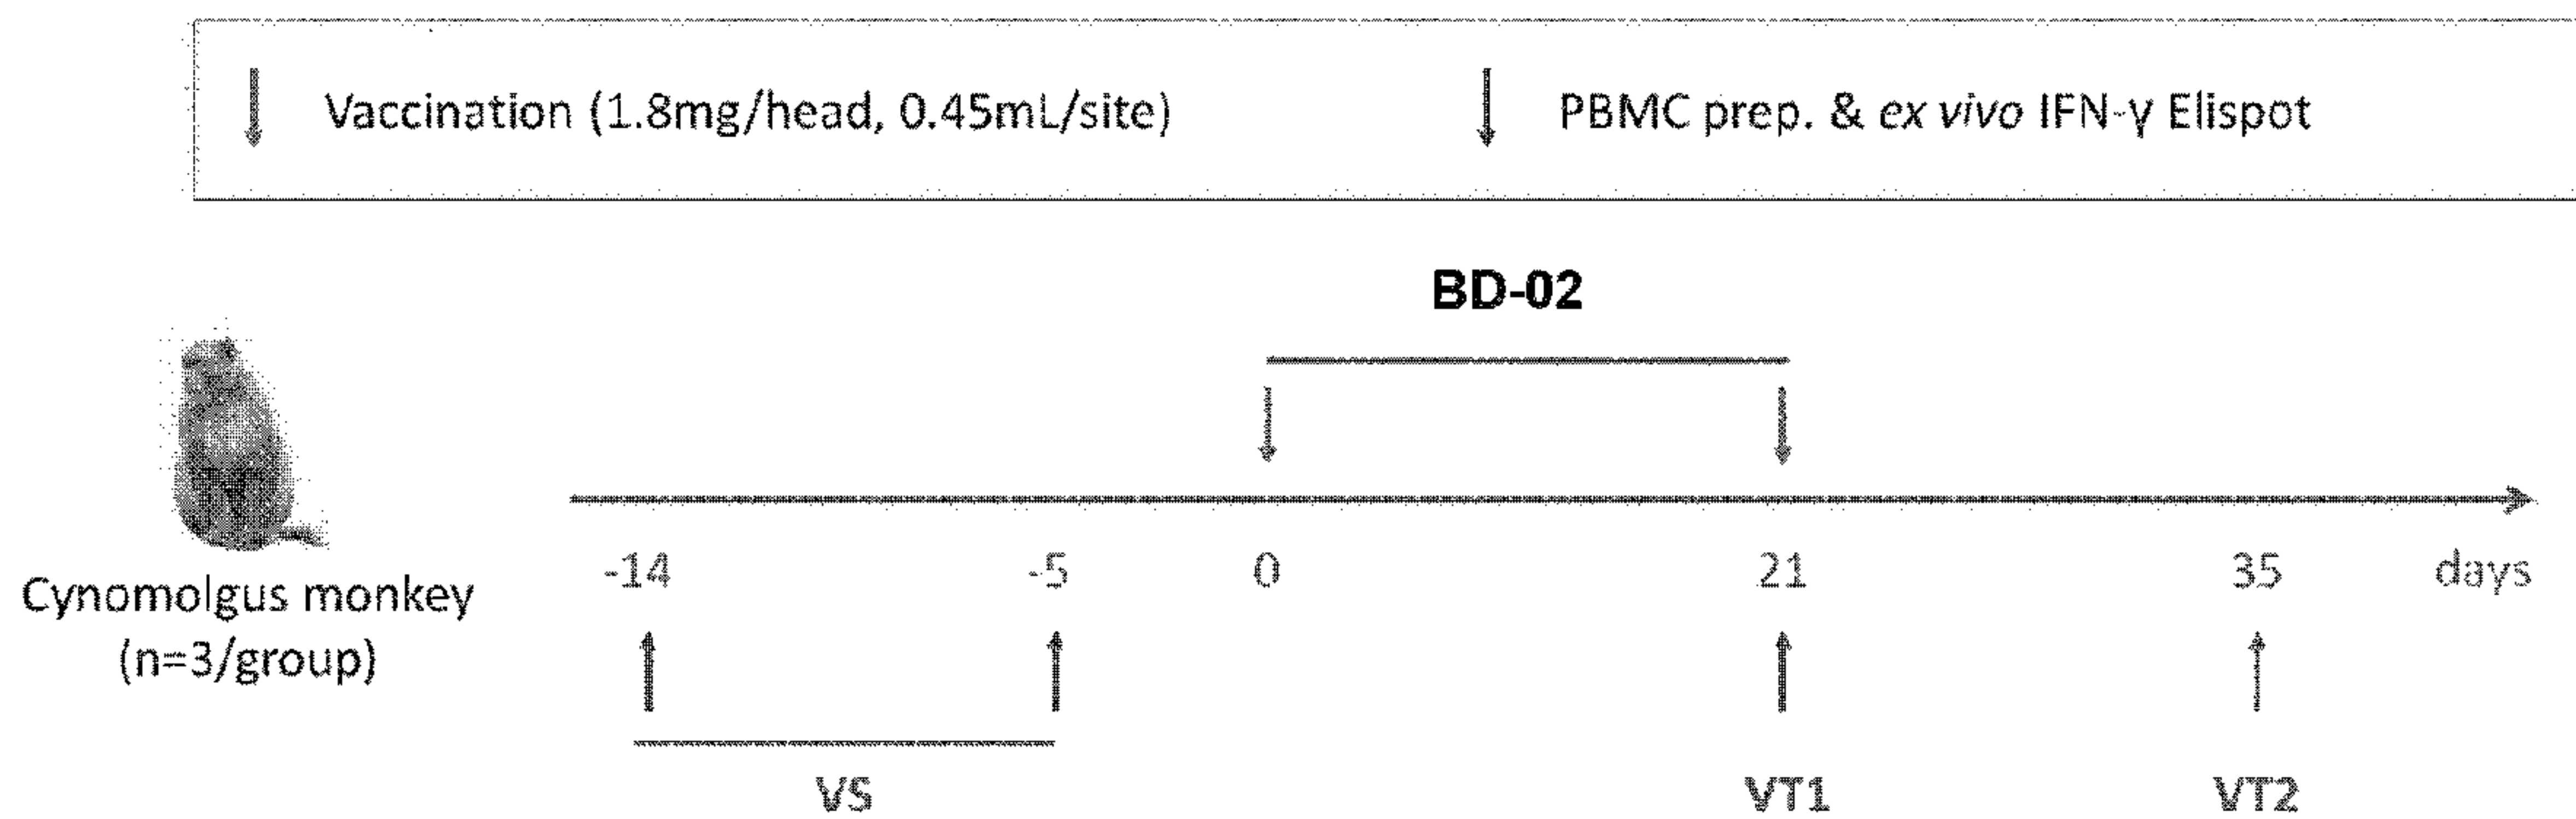 Vaccination (1.8mg/head, 0.45mL/site) PBMC prep. & ex vivo IFN-γ Elispot
BD-02
-14 -5 0 21 35 days
Cynomolgus monkey
(n=3/group)
VS VT1 VT2